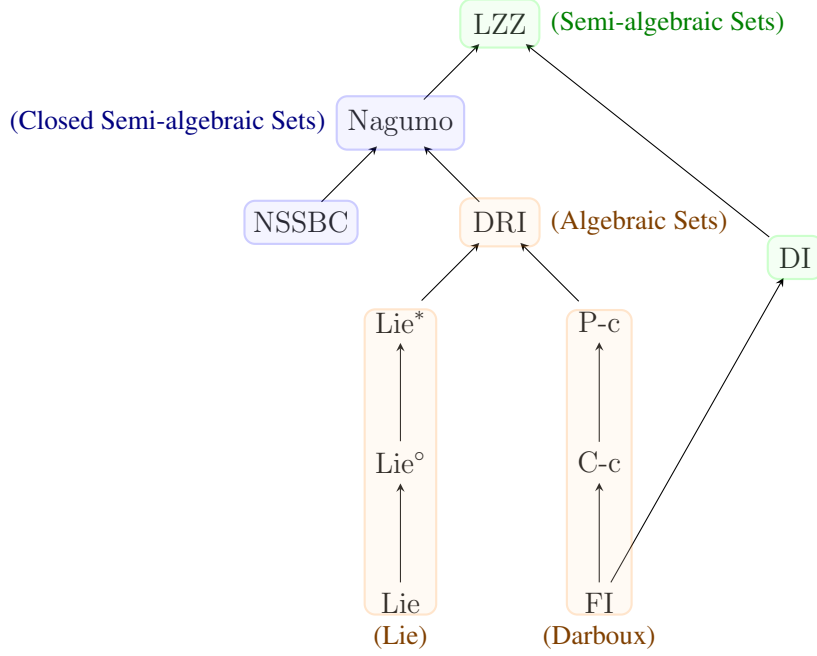 LZZ (Semi-algebraic Sets)
(Closed Semi-algebraic Sets) Nagumo
NSSBC DRI (Algebraic Sets)
DI
Lie* P-c
Lie° C-c
Lie FI
(Lie) (Darboux)